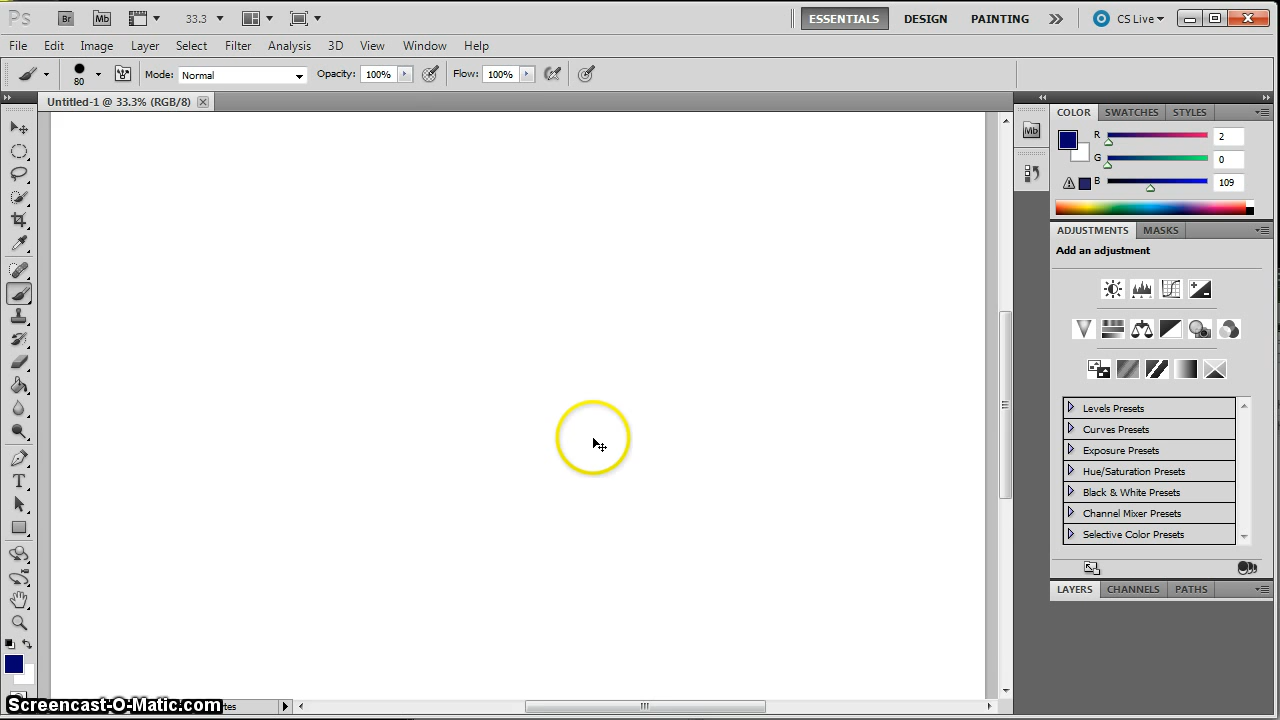 Ps Br Mb 33.3 ESSENTIALS DESIGN PAINTING CS Live
File Edit Image Layer Select Filter Analysis 3D View Window Help
80 Mode: Normal Opacity: 100% Flow: 100%
Untitled-1 @ 33.3% (RGB/8)
COLOR SWATCHES STYLES
Mb
R 2
G 0
B 109
ADJUSTMENTS MASKS
Add an adjustment
Levels Presets
Curves Presets
Exposure Presets
Hue/Saturation Presets
Black & White Presets
Channel Mixer Presets
Selective Color Presets
LAYERS CHANNELS PATHS
T
Screencast-O-Matic.com